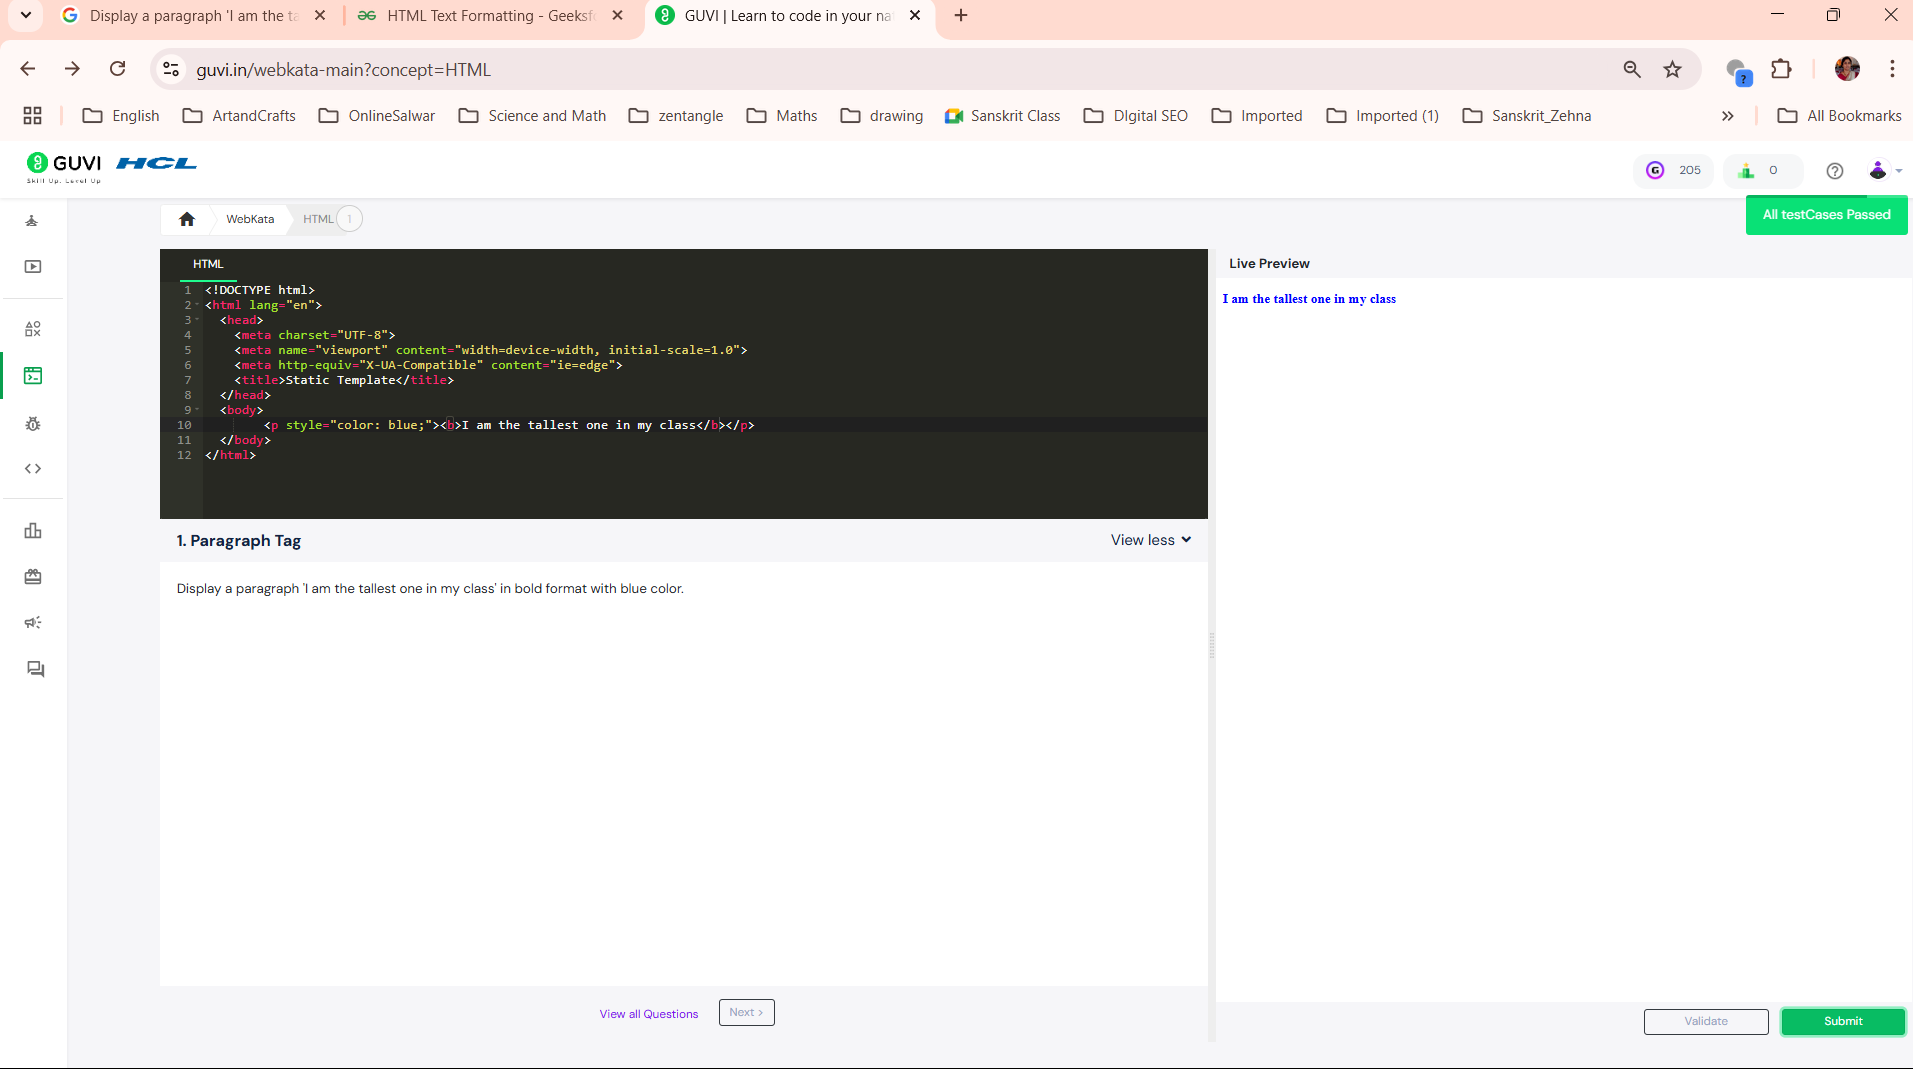 Display a paragraph 'I am the ta
HTML Text Formatting - Geeksf
GUVI | Learn to code in your na
guvi.in/webkata-main?concept=HTML
English
ArtandCrafts
OnlineSalwar
Science and Math
zentangle
Maths
drawing
Sanskrit Class
DIgital SEO
Imported
Imported (1)
Sanskrit_Zehna
All Bookmarks
GUVI
Skill Up. Level Up
HCL
205
0
WebKata
HTML
1
All testCases Passed
HTML
1 <!DOCTYPE html>
2 <html lang="en">
3 <head>
4 <meta charset="UTF-8">
5 <meta name="viewport" content="width=device-width, initial-scale=1.0">
6 <meta http-equiv="X-UA-Compatible" content="ie=edge">
7 <title>Static Template</title>
8 </head>
9 <body>
10 <p style="color: blue;"><b>I am the tallest one in my class</b></p>
11 </body>
12 </html>
Live Preview
I am the tallest one in my class
1. Paragraph Tag
View less
Display a paragraph 'I am the tallest one in my class' in bold format with blue color.
View all Questions
Next >
Validate
Submit